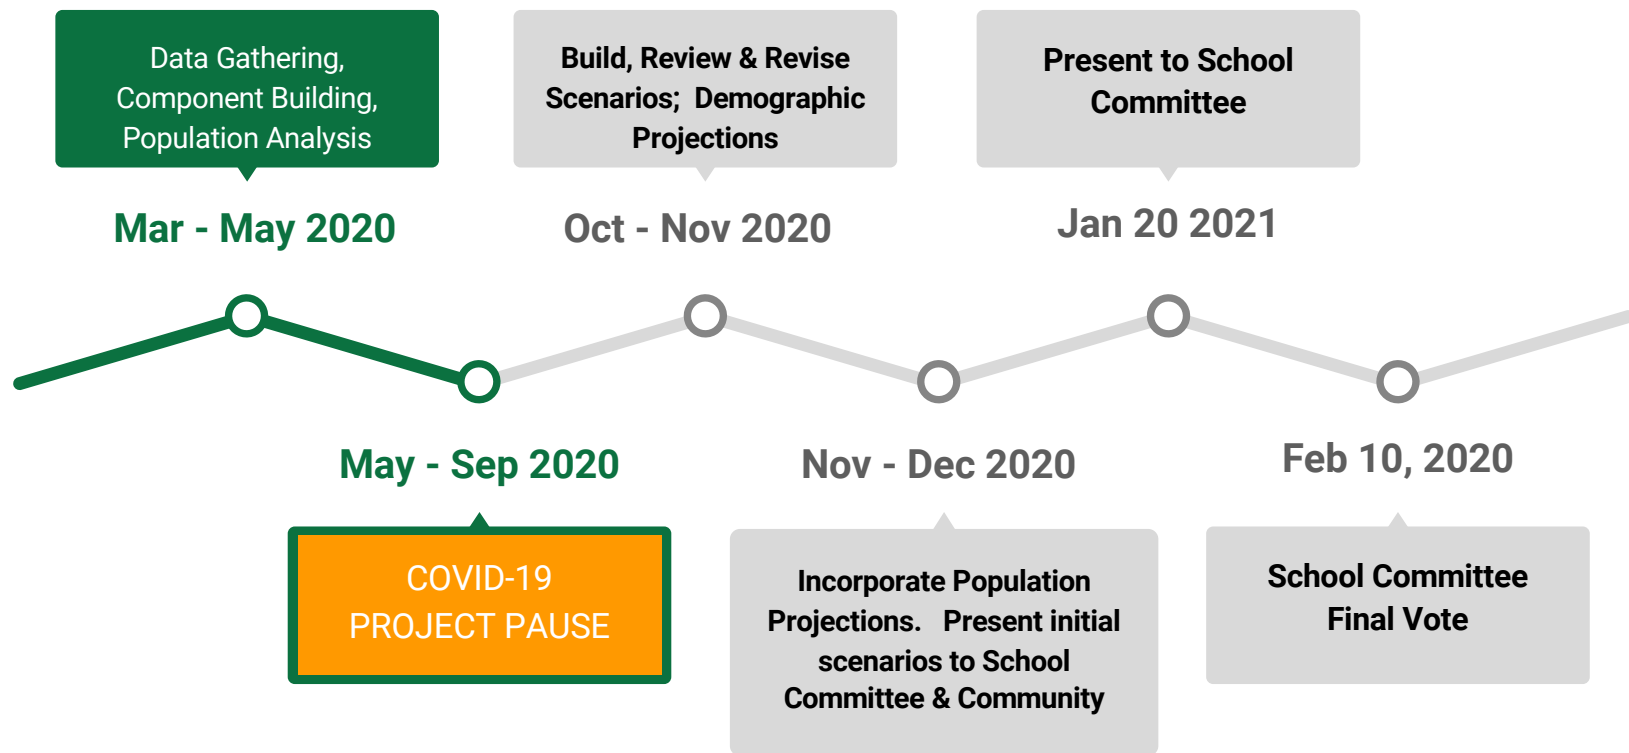 Data Gathering,
Component Building,
Population Analysis
Mar - May 2020
Build, Review & Revise
Scenarios; Demographic
Projections
Oct - Nov 2020
Present to School
Committee
Jan 20 2021
May - Sep 2020
COVID-19
PROJECT PAUSE
Nov - Dec 2020
Incorporate Population
Projections. Present initial
scenarios to School
Committee & Community
Feb 10, 2020
School Committee
Final Vote